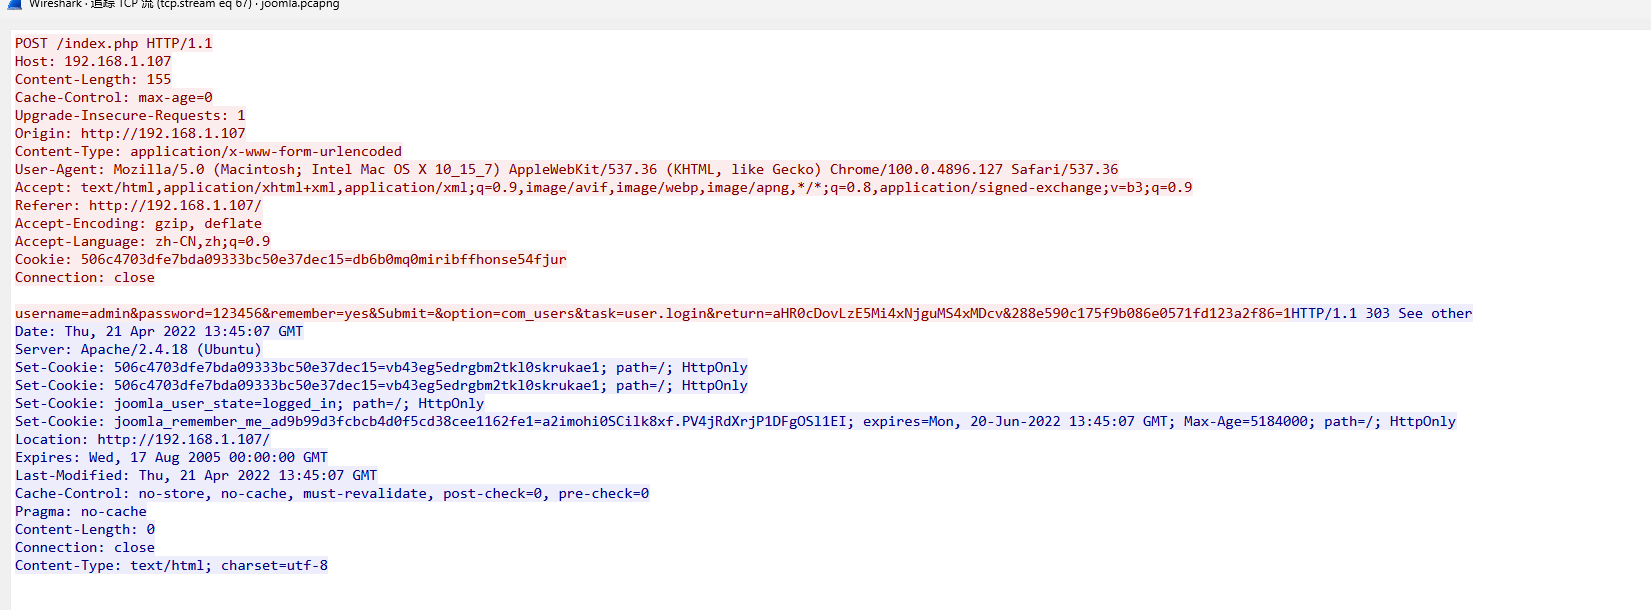 Wireshark · 追踪 TCP 流 (tcp.stream eq 67) · joomla.pcapng
POST /index.php HTTP/1.1
Host: 192.168.1.107
Content-Length: 155
Cache-Control: max-age=0
Upgrade-Insecure-Requests: 1
Origin: http://192.168.1.107
Content-Type: application/x-www-form-urlencoded
User-Agent: Mozilla/5.0 (Macintosh; Intel Mac OS X 10_15_7) AppleWebKit/537.36 (KHTML, like Gecko) Chrome/100.0.4896.127 Safari/537.36
Accept: text/html,application/xhtml+xml,application/xml;q=0.9,image/avif,image/webp,image/apng,*/*;q=0.8,application/signed-exchange;v=b3;q=0.9
Referer: http://192.168.1.107/
Accept-Encoding: gzip, deflate
Accept-Language: zh-CN,zh;q=0.9
Cookie: 506c4703dfe7bda09333bc50e37dec15=db6b0mq0miribffhonse54fjur
Connection: close
username=admin&password=123456&remember=yes&Submit=&option=com_users&task=user.login&return=aHR0cDovLzE5Mi4xNjguMS4xMDcv&288e590c175f9b086e0571fd123a2f86=1HTTP/1.1 303 See other
Date: Thu, 21 Apr 2022 13:45:07 GMT
Server: Apache/2.4.18 (Ubuntu)
Set-Cookie: 506c4703dfe7bda09333bc50e37dec15=vb43eg5edrgbm2tkl0skrukae1; path=/; HttpOnly
Set-Cookie: 506c4703dfe7bda09333bc50e37dec15=vb43eg5edrgbm2tkl0skrukae1; path=/; HttpOnly
Set-Cookie: joomla_user_state=logged_in; path=/; HttpOnly
Set-Cookie: joomla_remember_me_ad9b99d3fcbcb4d0f5cd38cee1162fe1=a2imohi0SCilk8xf.PV4jRdXrjP1DFgOSl1EI; expires=Mon, 20-Jun-2022 13:45:07 GMT; Max-Age=5184000; path=/; HttpOnly
Location: http://192.168.1.107/
Expires: Wed, 17 Aug 2005 00:00:00 GMT
Last-Modified: Thu, 21 Apr 2022 13:45:07 GMT
Cache-Control: no-store, no-cache, must-revalidate, post-check=0, pre-check=0
Pragma: no-cache
Content-Length: 0
Connection: close
Content-Type: text/html; charset=utf-8